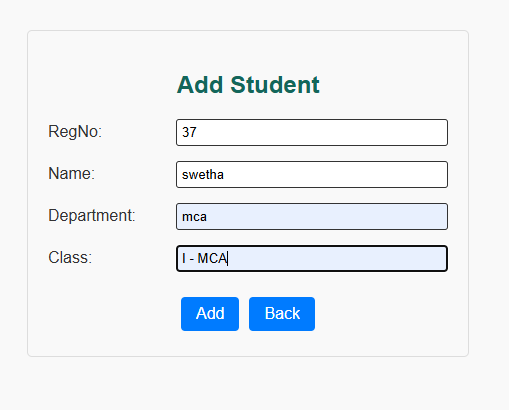 Add Student
RegNo: 37
Name: swetha
Department: mca
Class: I - MCA
Add Back